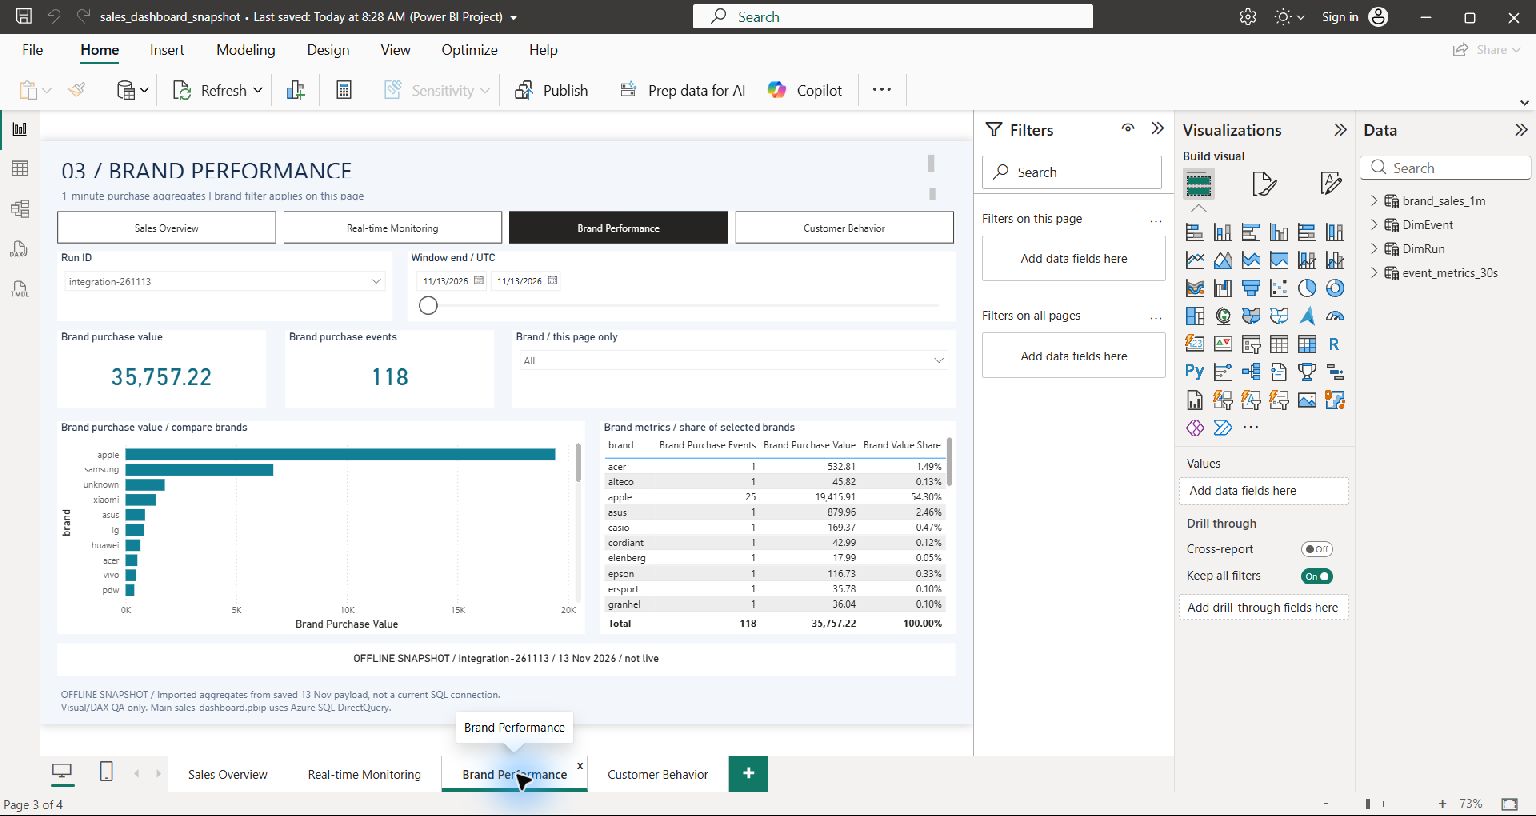 sales_dashboard_snapshot • Last saved: Today at 8:28 AM (Power BI Project)
Search
Sign in
File Home Insert Modeling Design View Optimize Help
Share
Refresh
Sensitivity
Publish
Prep data for AI
Copilot
03 / BRAND PERFORMANCE
1-minute purchase aggregates | brand filter applies on this page
Sales Overview
Real-time Monitoring
Brand Performance
Customer Behavior
Run ID
integration-261113
Window end / UTC
11/13/2026 11/13/2026
Brand purchase value
35,757.22
Brand purchase events
118
Brand / this page only
All
Brand purchase value / compare brands
brand
apple
samsung
unknown
xiaomi
asus
lg
huawei
acer
vivo
pdw
0K 5K 10K 15K 20K
Brand Purchase Value
Brand metrics / share of selected brands
brand Brand Purchase Events Brand Purchase Value Brand Value Share
acer 1 532.81 1.49%
alteco 1 45.82 0.13%
apple 25 19,415.91 54.30%
asus 1 879.96 2.46%
casio 1 169.37 0.47%
cordiant 1 42.99 0.12%
elenberg 1 17.99 0.05%
epson 1 116.73 0.33%
ersport 1 35.78 0.10%
granhel 1 36.04 0.10%
Total 118 35,757.22 100.00%
OFFLINE SNAPSHOT / integration-261113 / 13 Nov 2026 / not live
OFFLINE SNAPSHOT / Imported aggregates from saved 13 Nov payload, not a current SQL connection.
Visual/DAX QA only. Main sales-dashboard.pbip uses Azure SQL DirectQuery.
Brand Performance
Sales Overview
Real-time Monitoring
Brand Performance
x
Customer Behavior
+
Page 3 of 4
- + 73%
Filters
Search
Filters on this page
Add data fields here
Filters on all pages
Add data fields here
Visualizations
Build visual
R
Py
Values
Add data fields here
Drill through
Cross-report
Off
Keep all filters
On
Add drill-through fields here
Data
Search
brand_sales_1m
DimEvent
DimRun
event_metrics_30s
DAX
TMDL